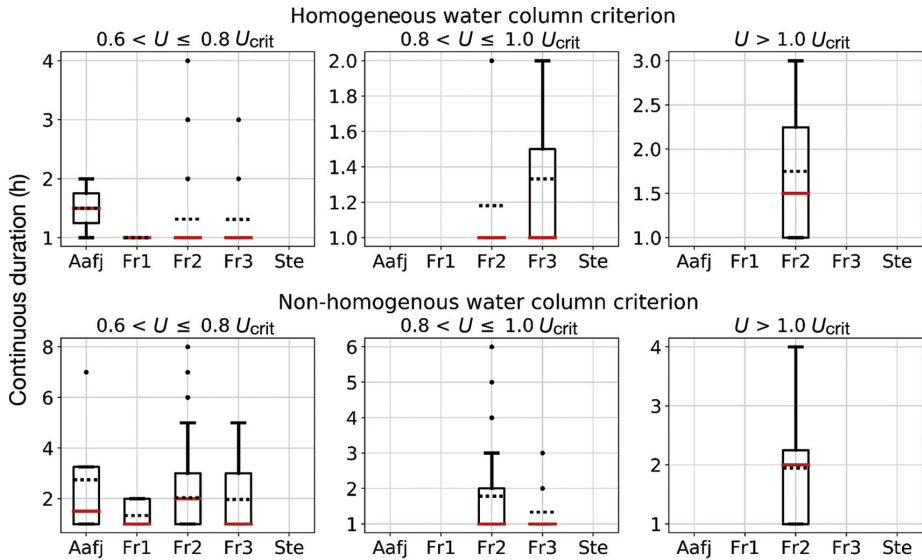 Homogeneous water column criterion
0.6 < U ≤ 0.8 Ucrit
0.8 < U ≤ 1.0 Ucrit
U > 1.0 Ucrit
4
3
2
1
2.0
1.8
1.6
1.4
1.2
1.0
3.0
2.5
2.0
1.5
1.0
Aafj Fr1 Fr2 Fr3 Ste
Aafj Fr1 Fr2 Fr3 Ste
Aafj Fr1 Fr2 Fr3 Ste
Continuous duration (h)
Non-homogenous water column criterion
0.6 < U ≤ 0.8 Ucrit
0.8 < U ≤ 1.0 Ucrit
U > 1.0 Ucrit
8
6
4
2
6
5
4
3
2
1
4
3
2
1
Aafj Fr1 Fr2 Fr3 Ste
Aafj Fr1 Fr2 Fr3 Ste
Aafj Fr1 Fr2 Fr3 Ste